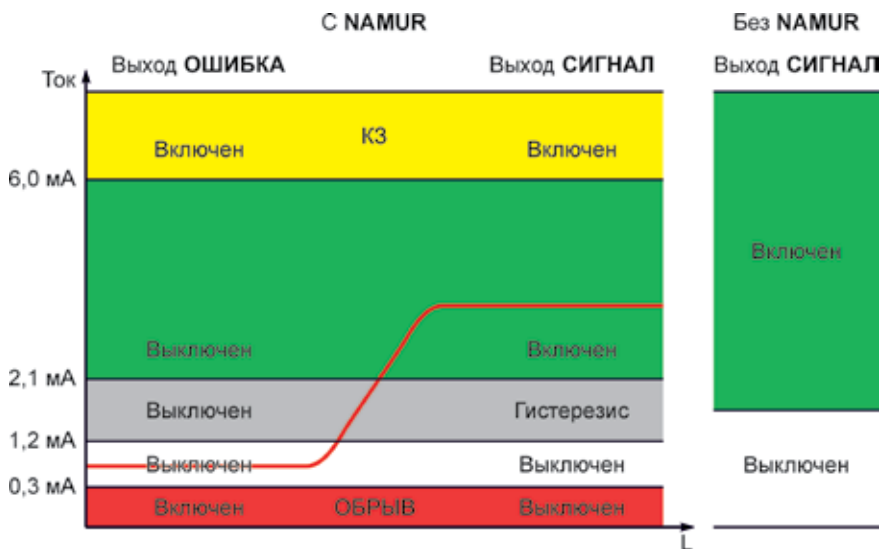 С NAMUR Без NAMUR
Выход ОШИБКА Выход СИГНАЛ Выход СИГНАЛ
Ток
КЗ
Включен Включен
6,0 мА
Включен
Выключен Включен
2,1 мА
Выключен Гистерезис
1,2 мА
Выключен Выключен Выключен
0,3 мА
Включен ОБРЫВ Выключен
L